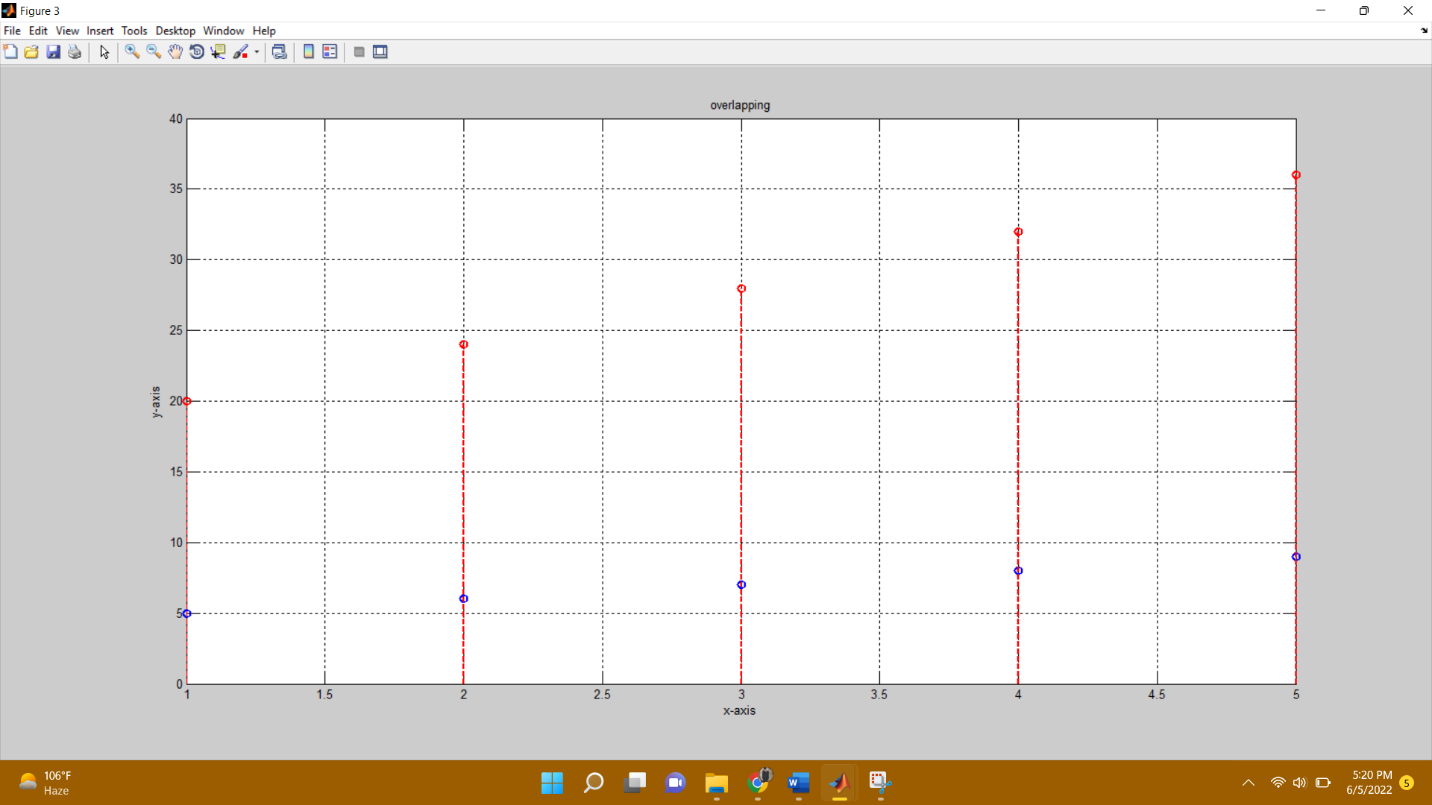 Figure 3
File Edit View Insert Tools Desktop Window Help
overlapping
40
35
30
25
20
15
10
5
0
y-axis
1 1.5 2 2.5 3 3.5 4 4.5 5
x-axis
106°F
Haze
5:20 PM
6/5/2022
5